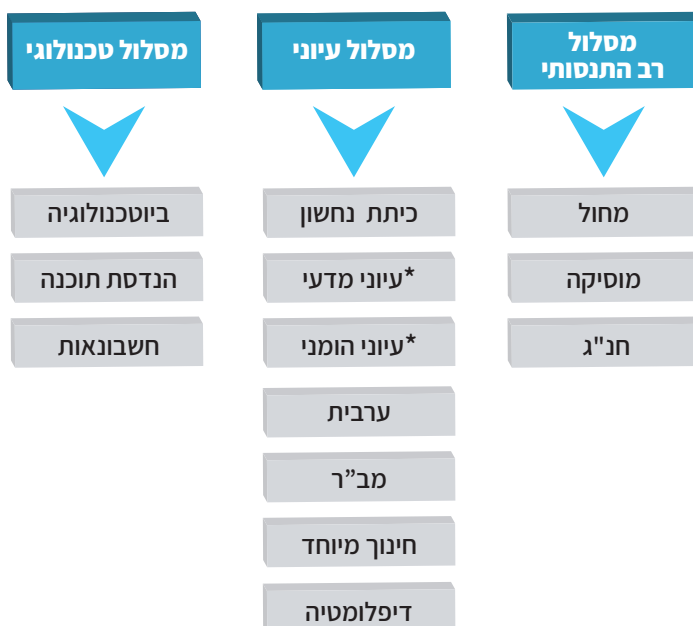 מסלול
רב התנסותי
מחול
מוסיקה
חנ"ג
מסלול עיוני
כיתת נחשון
*עיוני מדעי
*עיוני הומני
ערבית
מב”ר
חינוך מיוחד
דיפלומטיה
מסלול טכנולוגי
ביוטכנולוגיה
הנדסת תוכנה
חשבונאות